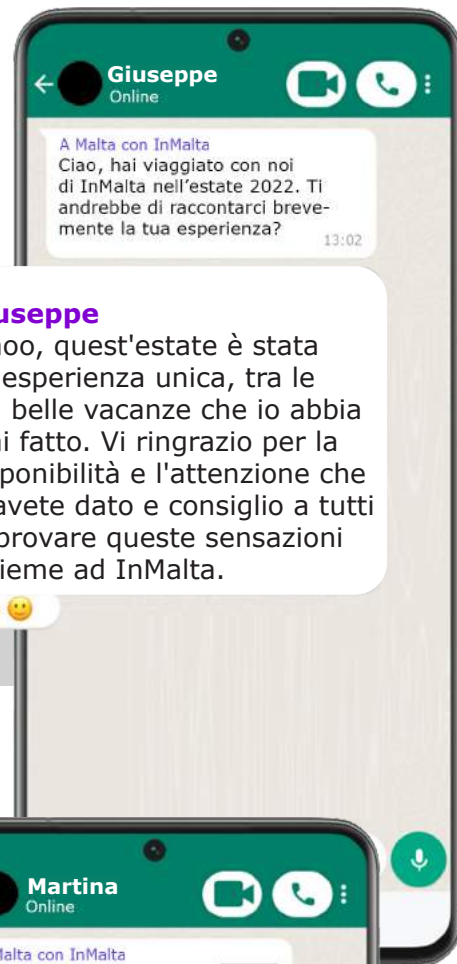 Giuseppe
Online
A Malta con InMalta
Ciao, hai viaggiato con noi
di InMalta nell'estate 2022. Ti
andrebbe di raccontarci breve-
mente la tua esperienza?
13:02
useppe
oo, quest'estate è stata
esperienza unica, tra le
belle vacanze che io abbia
i fatto. Vi ringrazio per la
ponibilità e l'attenzione che
avete dato e consiglio a tutti
provare queste sensazioni
ieme ad InMalta.
Martina
Online
Malta con InMalta